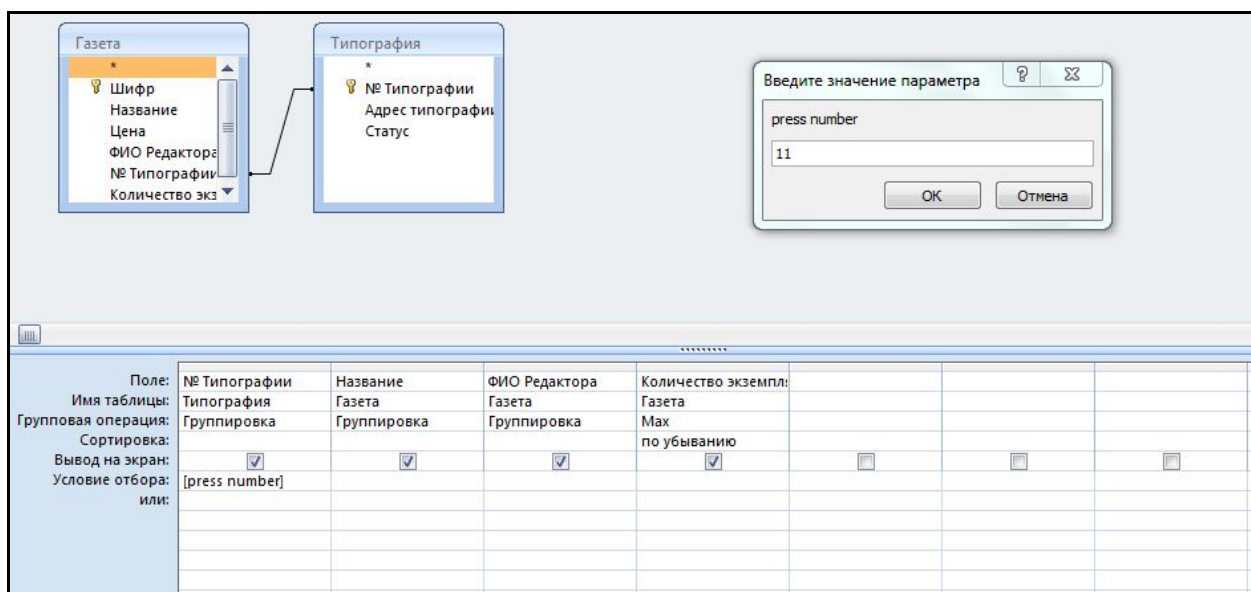 Газета
*
Шифр
Название
Цена
ФИО Редактора
№ Типографии
Количество экз
Типография
*
№ Типографии
Адрес типографии
Статус
Введите значение параметра
press number
11
ОК
Отмена
Поле: № Типографии Название ФИО Редактора Количество экземпля
Имя таблицы: Типография Газета Газета Газета
Групповая операция: Группировка Группировка Группировка Max
Сортировка: по убыванию
Вывод на экран:
Условие отбора: [press number]
или: